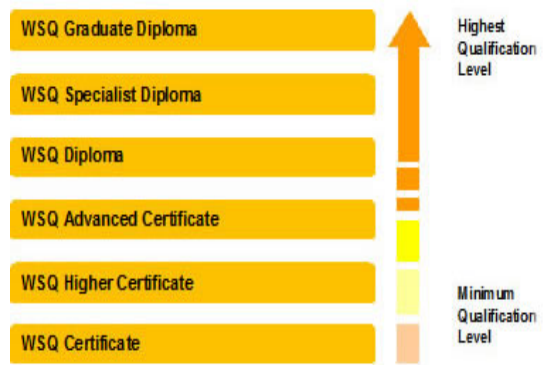 WSQ Graduate Diploma
Highest
Qualification
Level
WSQ Specialist Diploma
WSQ Diploma
WSQ Advanced Certificate
WSQ Higher Certificate
Minimum
Qualification
Level
WSQ Certificate